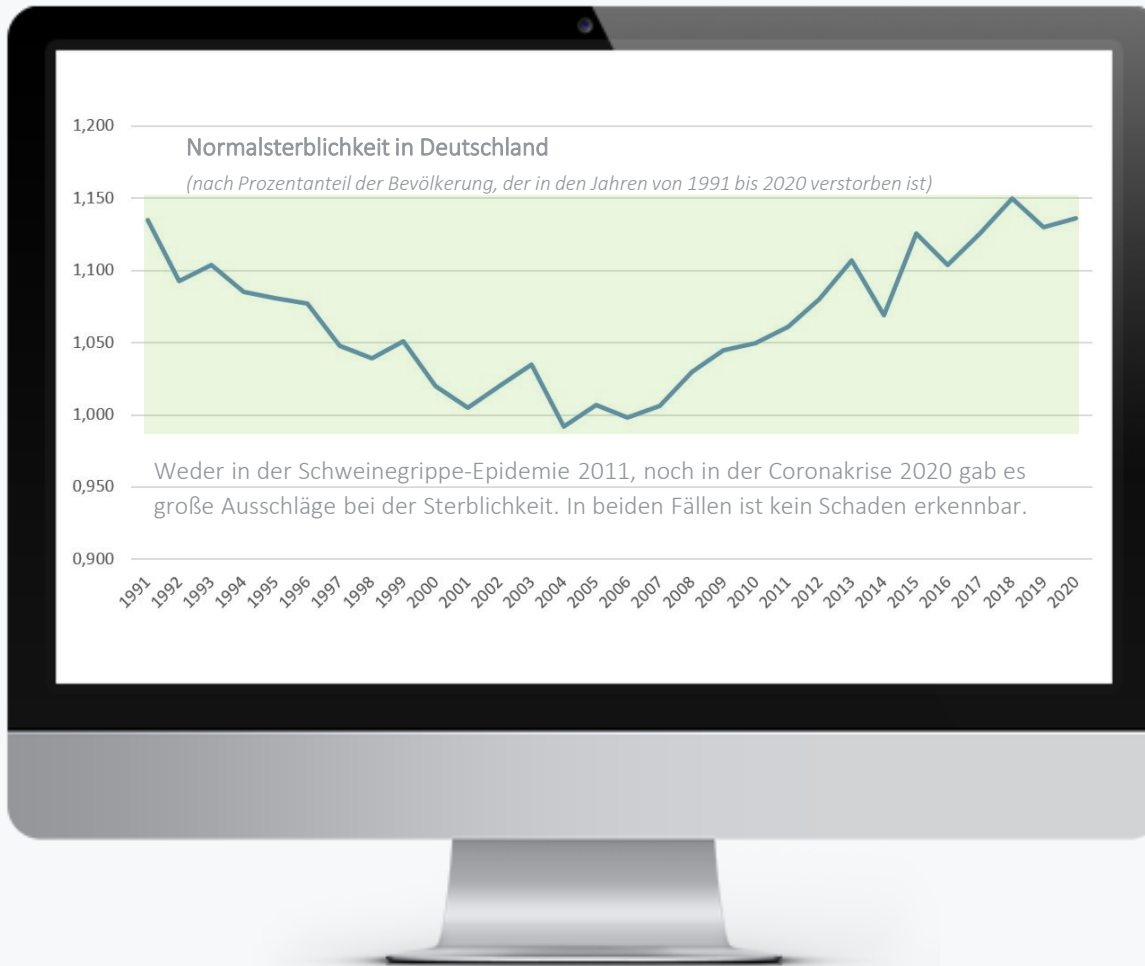 1,200
Normalsterblichkeit in Deutschland
(nach Prozentanteil der Bevölkerung, der in den Jahren von 1991 bis 2020 verstorben ist)
1,150
1,100
1,050
1,000
Weder in der Schweinegrippe-Epidemie 2011, noch in der Coronakrise 2020 gab es
0,950
große Ausschläge bei der Sterblichkeit. In beiden Fällen ist kein Schaden erkennbar.
0,900
1991 1992 1993 1994 1995 1996 1997 1998 1999 2000 2001 2002 2003 2004 2005 2006 2007 2008 2009 2010 2011 2012 2013 2014 2015 2016 2017 2018 2019 2020